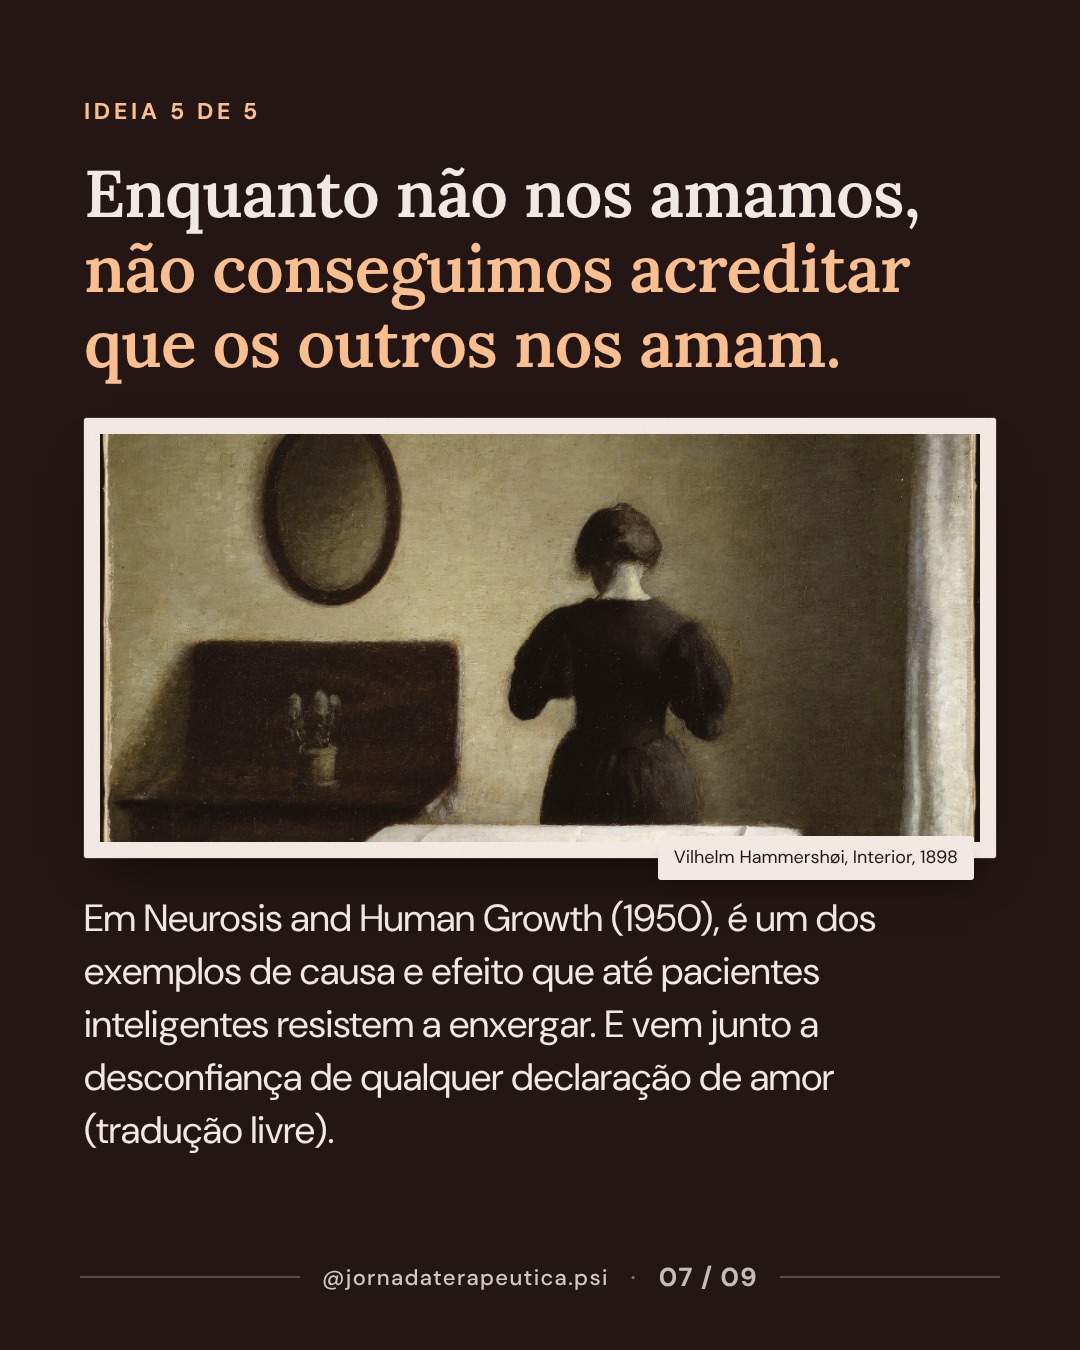 IDEIA 5 DE 5
Enquanto não nos amamos,
não conseguimos acreditar
que os outros nos amam.
Vilhelm Hammershøi, Interior, 1898
Em Neurosis and Human Growth (1950), é um dos
exemplos de causa e efeito que até pacientes
inteligentes resistem a enxergar. E vem junto a
desconfiança de qualquer declaração de amor
(tradução livre).
@jornadaterapeutica.psi · 07 / 09